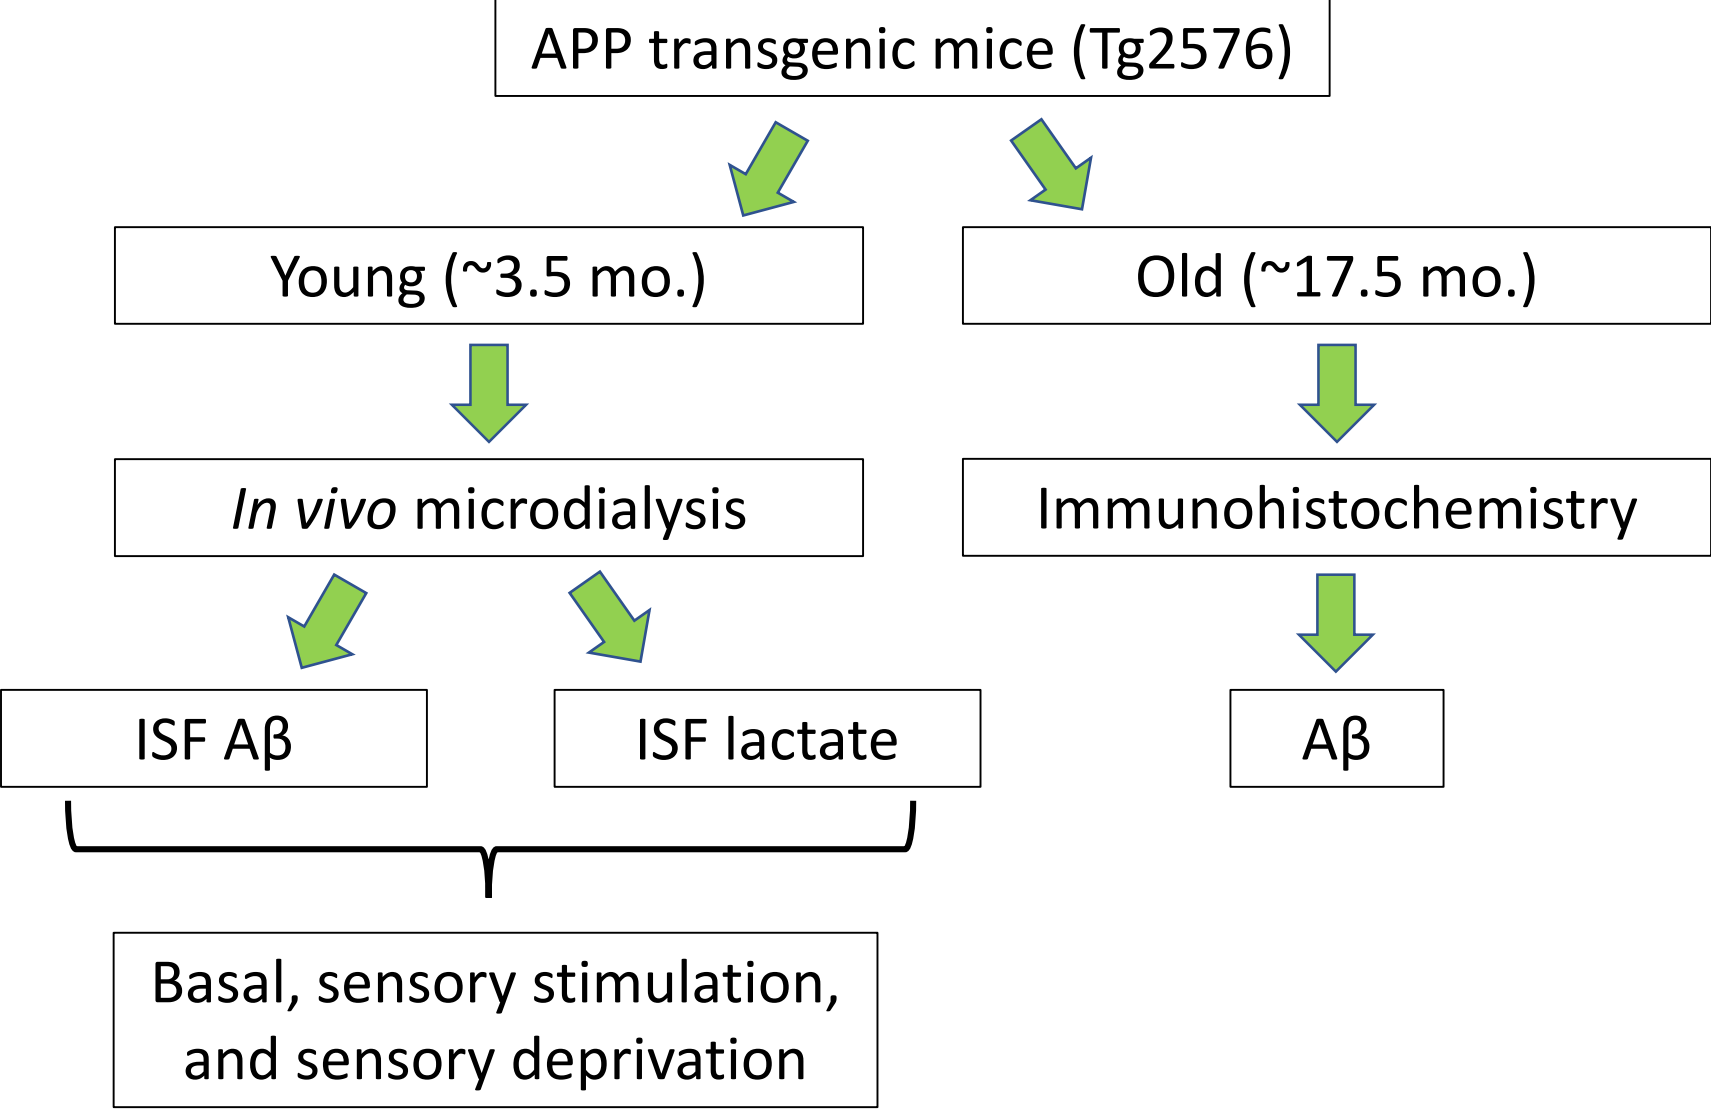 APP transgenic mice (Tg2576)
Young (~3.5 mo.)
Old (~17.5 mo.)
In vivo microdialysis
Immunohistochemistry
ISF Aβ
ISF lactate
Aβ
Basal, sensory stimulation,
and sensory deprivation